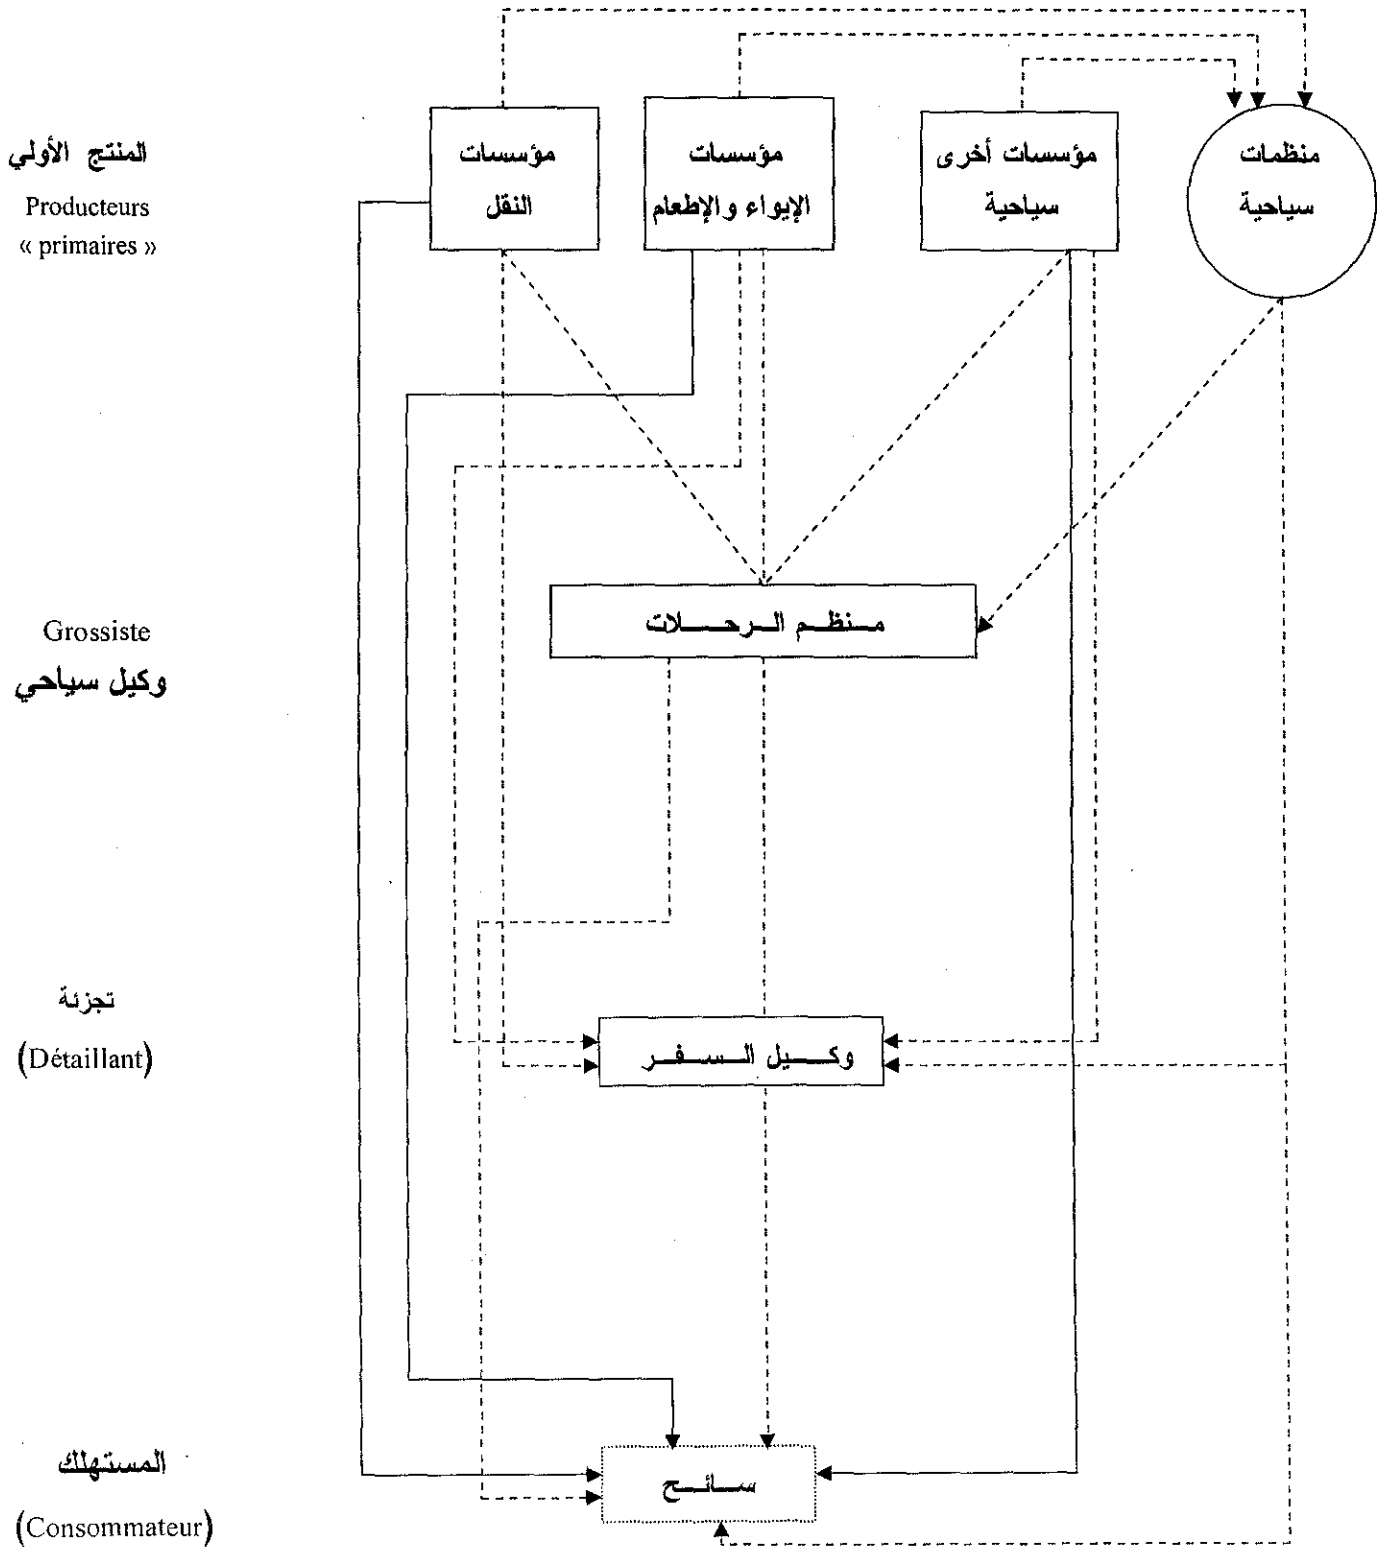 المنتج الأولي
Producteurs
« primaires »
مؤسسات
النقل
مؤسسات
الإيواء والإطعام
مؤسسات أخرى
سياحية
منظمات
سياحية
Grossiste
وكيل سياحي
منظم الرحلات
تجزئة
(Détaillant)
وكيل السفر
المستهلك
(Consommateur)
سائح